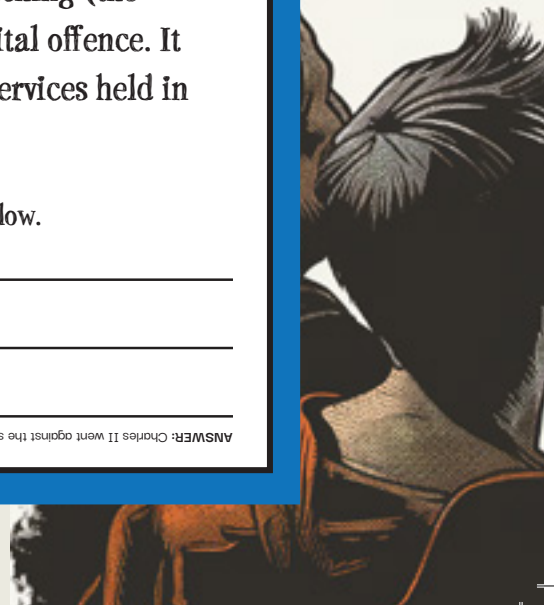 ital offence. It
ervices held in
low.
ANSWER: Charles II went against the s